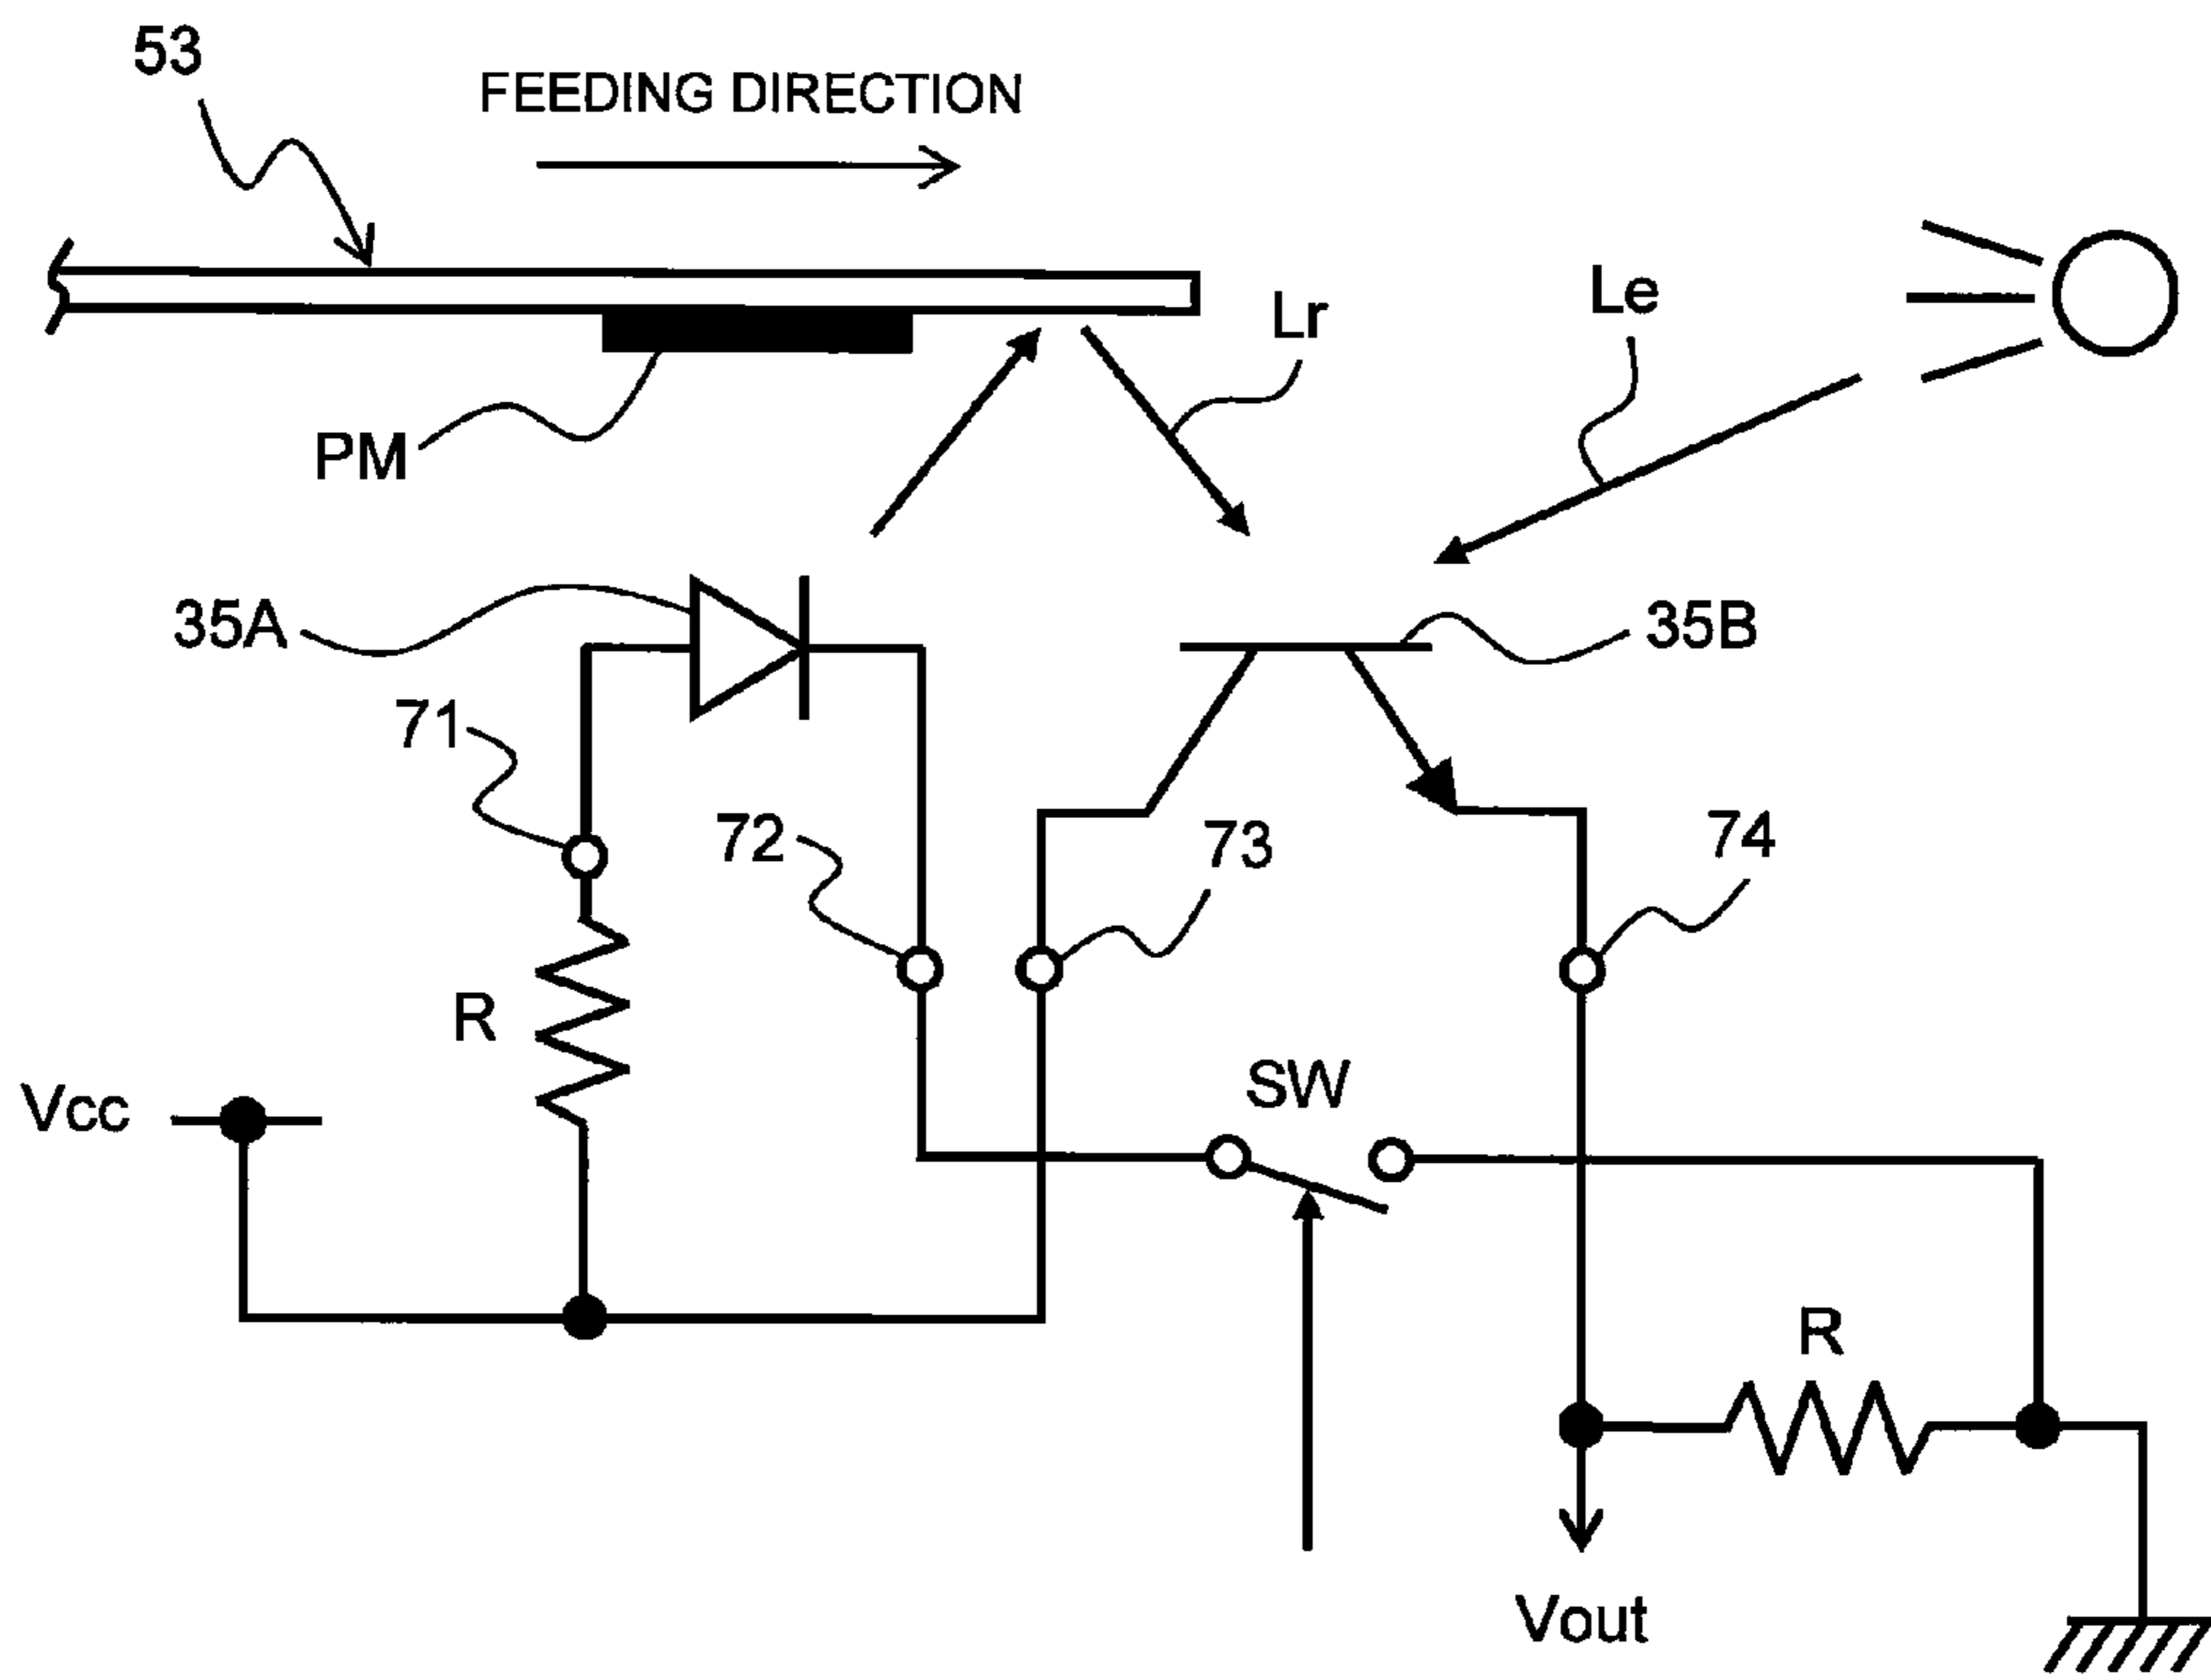 53
FEEDING DIRECTION
Lr
Le
PM
35A
35B
71
72
73
74
R
SW
Vcc
R
Vout